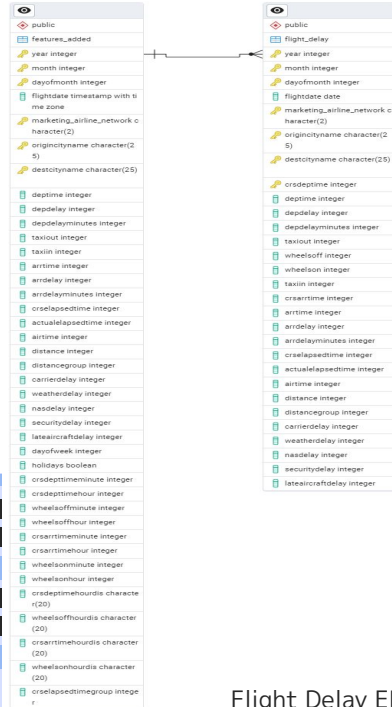 public
features_added
year integer
month integer
dayofmonth integer
flightdate timestamp with ti
me zone
marketing_airline_network c
haracter(2)
origincityname character(2
5)
destcityname character(25)
deptime integer
depdelay integer
depdelayminutes integer
taxiout integer
taxiin integer
arrtime integer
arrdelay integer
arrdelayminutes integer
crselapsedtime integer
actualelapsedtime integer
airtime integer
distance integer
distancegroup integer
carrierdelay integer
weatherdelay integer
nasdelay integer
securitydelay integer
lateaircraftdelay integer
dayofweek integer
holidays boolean
crsdepttimeminute integer
crsdepttimehour integer
wheelsoffminute integer
wheelsoffhour integer
crsarrtimeminute integer
crsarrtimehour integer
wheelsonminute integer
wheelsonhour integer
crsdeptimehourdis characte
r(20)
wheelsoffhourdis character
(20)
crsarrtimehourdis character
(20)
wheelsonhourdis character
(20)
crselapsedtimegroup intege
r
public
flight_delay
year integer
month integer
dayofmonth integer
flightdate date
marketing_airline_network c
haracter(2)
origincityname character(2
5)
destcityname character(25)
crsdeptime integer
deptime integer
depdelay integer
depdelayminutes integer
taxiout integer
wheelsoff integer
wheelson integer
taxiin integer
crsarrtime integer
arrtime integer
arrdelay integer
arrdelayminutes integer
crselapsedtime integer
actualelapsedtime integer
airtime integer
distance integer
distancegroup integer
carrierdelay integer
weatherdelay integer
nasdelay integer
securitydelay integer
lateaircraftdelay integer
Flight Delay